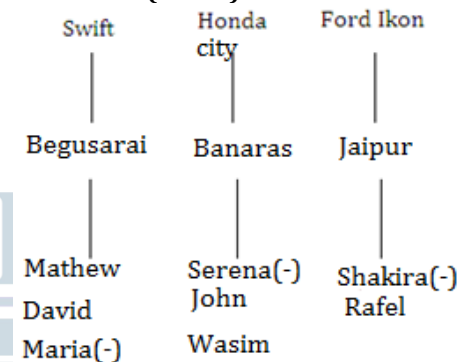 Swift
Honda city
Ford Ikon
Begusarai
Banaras
Jaipur
Mathew
David
Maria(-)
Serena(-)
John
Wasim
Shakira(-)
Rafel